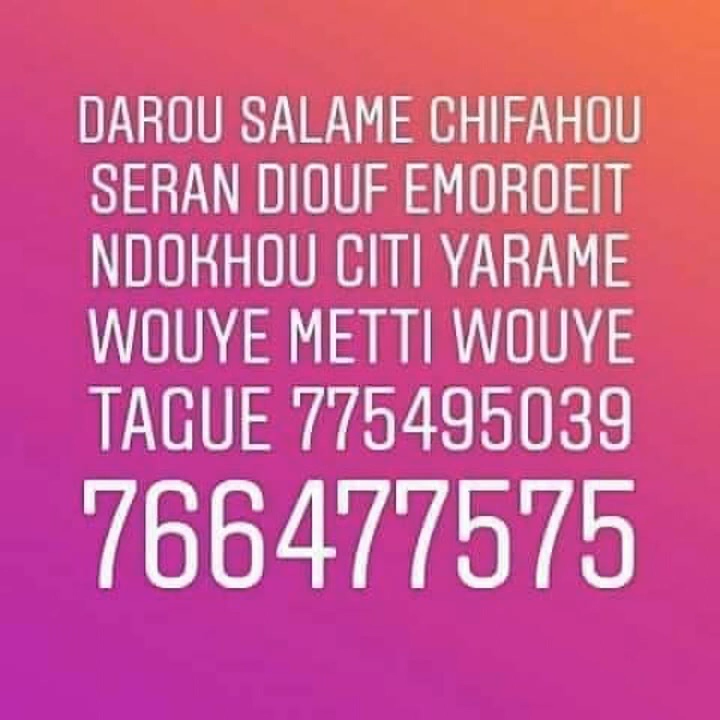 DAROU SALAME CHIFAHOU
SERAN DIOUF EMOROEIT
NDOKHOU CITI YARAME
WOUYE METTI WOUYE
TAGUE 775495039
766477575